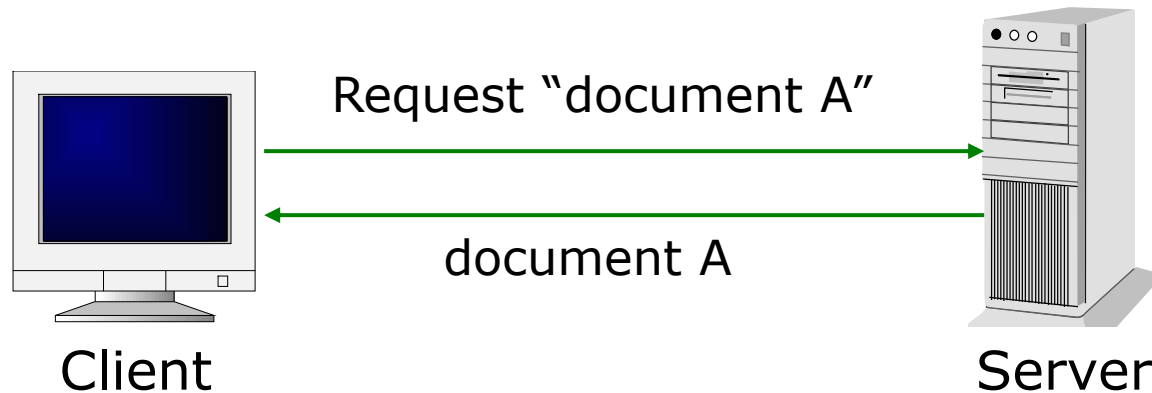 Request “document A”
document A
Client
Server